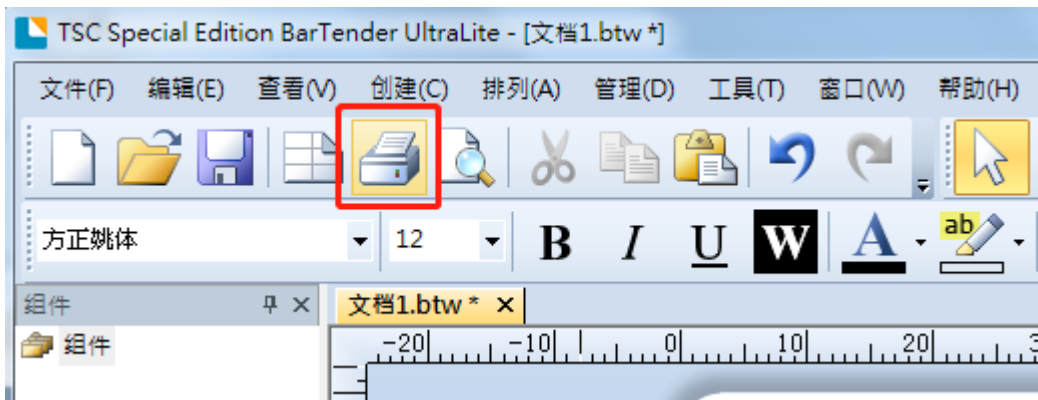 TSC Special Edition BarTender UltraLite - [文档1.btw *]
文件(F) 编辑(E) 查看(V) 创建(C) 排列(A) 管理(D) 工具(T) 窗口(W) 帮助(H)
方正姚体 12 B I U W A ab
组件 文档1.btw *
组件
-20 -10 0 10 20